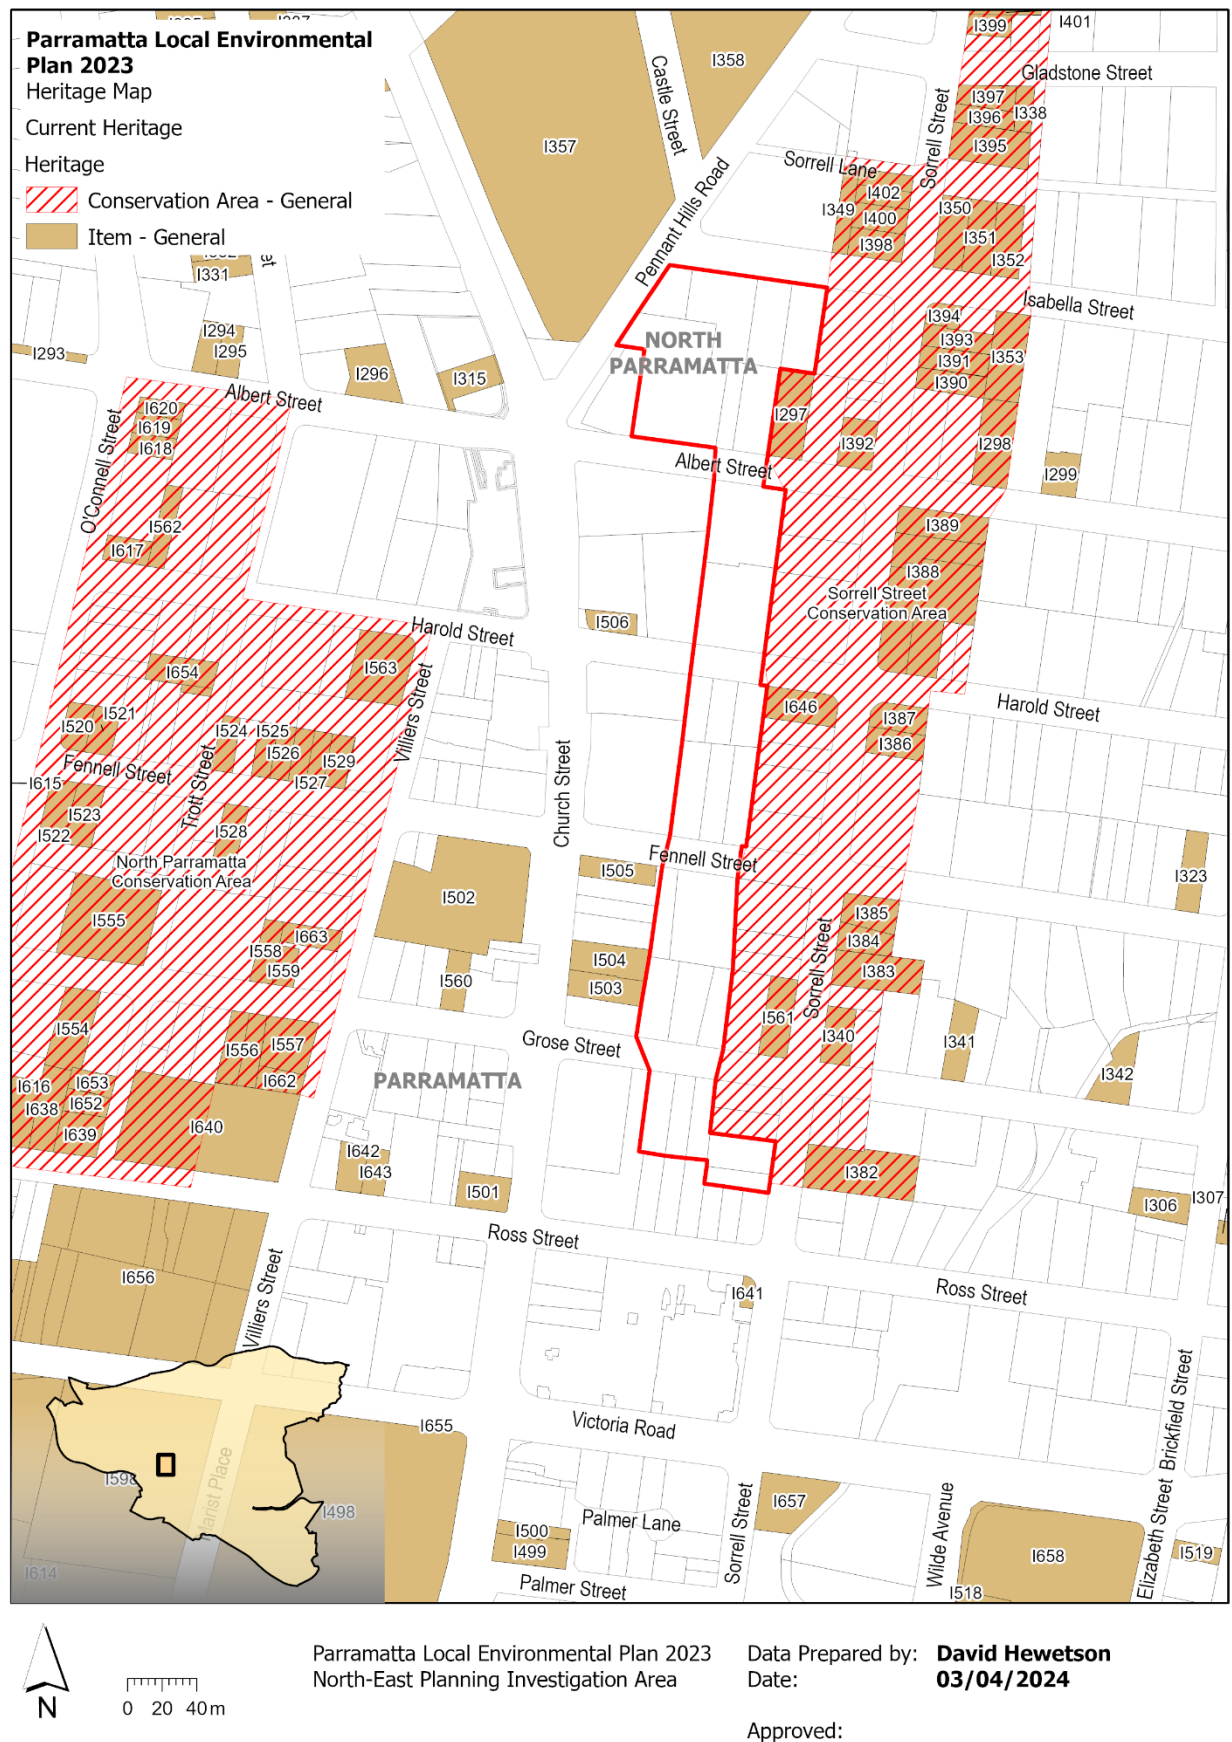 Parramatta Local Environmental
Plan 2023
Heritage Map
Current Heritage
Heritage
Conservation Area - General
Item - General
I399
I401
I358
Castle Street
Gladstone Street
I397
I338
I396
Sorrell Street
I395
I357
Sorrell Lane
I402
I349
I400
I398
I350
I351
I352
Pennant Hills Road
I331
Isabella Street
I394
I393
I353
I391
I390
I294
I295
I293
NORTH
PARRAMATTA
I296
I315
I297
Albert Street
I620
I619
I618
O'Connell Street
I392
I298
Albert Street
I299
I562
I617
I389
I388
Sorrell Street
Conservation Area
I506
Harold Street
I563
I654
Villiers Street
Harold Street
I646
I387
I386
I521
I520
I524
I525
I526
I529
I527
Trott Street
Fennell Street
I615
I523
I522
I528
Church Street
North Parramatta
Conservation Area
Fennell Street
I505
I502
I323
I555
I385
I384
I383
I663
I558
I559
I504
I503
I560
Sorrell Street
I561
I340
I341
I342
I554
I556
I557
Grose Street
PARRAMATTA
I616
I653
I662
I638
I652
I639
I640
I642
I643
I501
I382
I306
I307
Ross Street
I656
Villiers Street
I641
Ross Street
Brickfield Street
Victoria Road
I655
I598
Marist Place
I498
I614
I657
Palmer Lane
I500
I499
Palmer Street
Sorrell Street
Wilde Avenue
I658
I518
Elizabeth Street
I519
N
0 20 40m
Parramatta Local Environmental Plan 2023
North-East Planning Investigation Area
Data Prepared by: David Hewetson
Date: 03/04/2024
Approved: